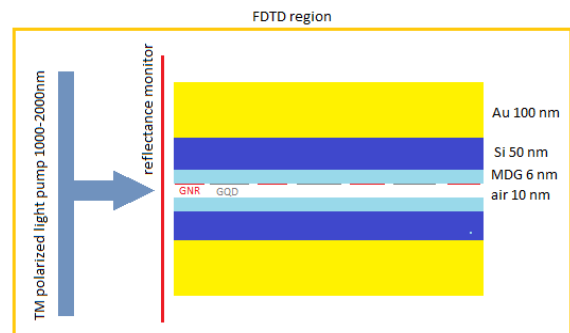 FDTD region
TM polarized light pump 1000-2000nm
reflectance monitor
Au 100 nm
Si 50 nm
MDG 6 nm
GNR GQD
air 10 nm